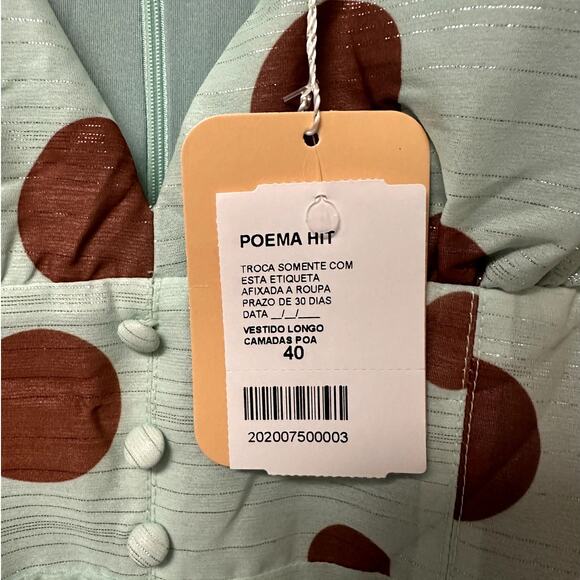 POEMA HIT
TROCA SOMENTE COM
ESTA ETIQUETA
AFIXADA A ROUPA
PRAZO DE 30 DIAS
DATA __/__/____
VESTIDO LONGO
CAMADAS POA
40
202007500003